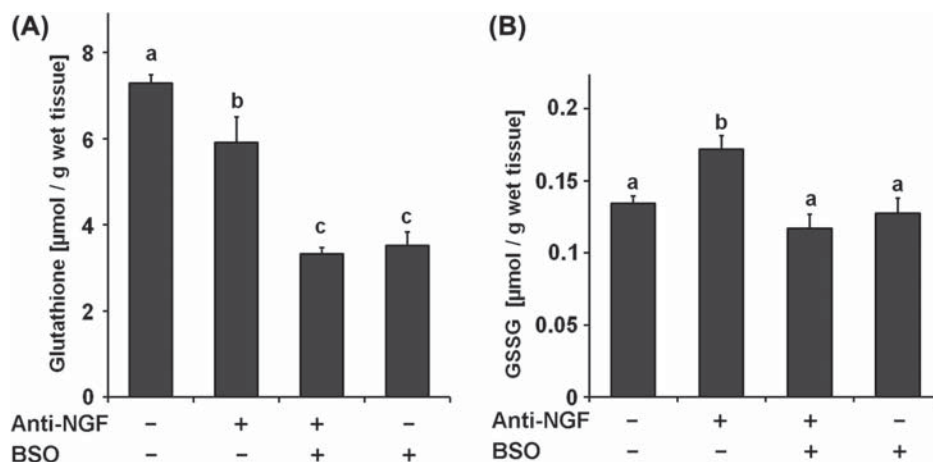 (A)
Glutathione [µmol / g wet tissue]
8
6
4
2
0
a
b
c
c
Anti-NGF − + + −
BSO − − + +
(B)
GSSG [µmol / g wet tissue]
0.2
0.15
0.1
0.05
0
a
b
a
a
Anti-NGF − + + −
BSO − − + +